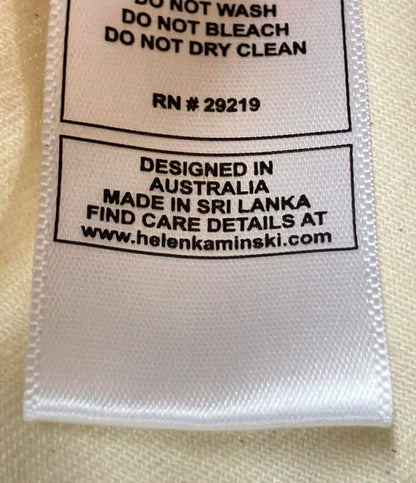 DO NOT WASH
DO NOT BLEACH
DO NOT DRY CLEAN
RN # 29219
DESIGNED IN
AUSTRALIA
MADE IN SRI LANKA
FIND CARE DETAILS AT
www.helenkaminski.com